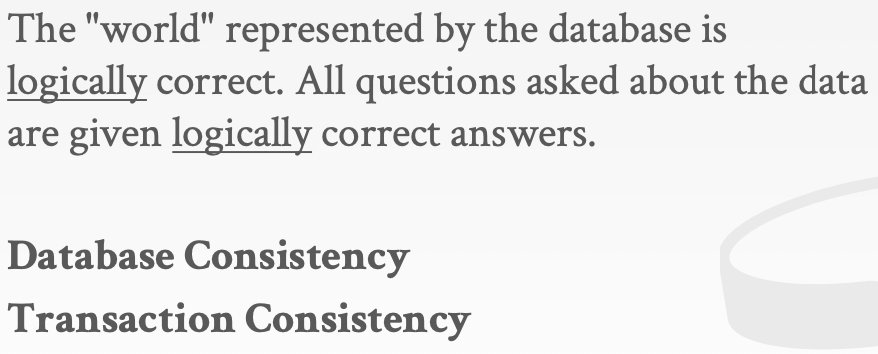 The "world" represented by the database is
logically correct. All questions asked about the data
are given logically correct answers.
Database Consistency
Transaction Consistency